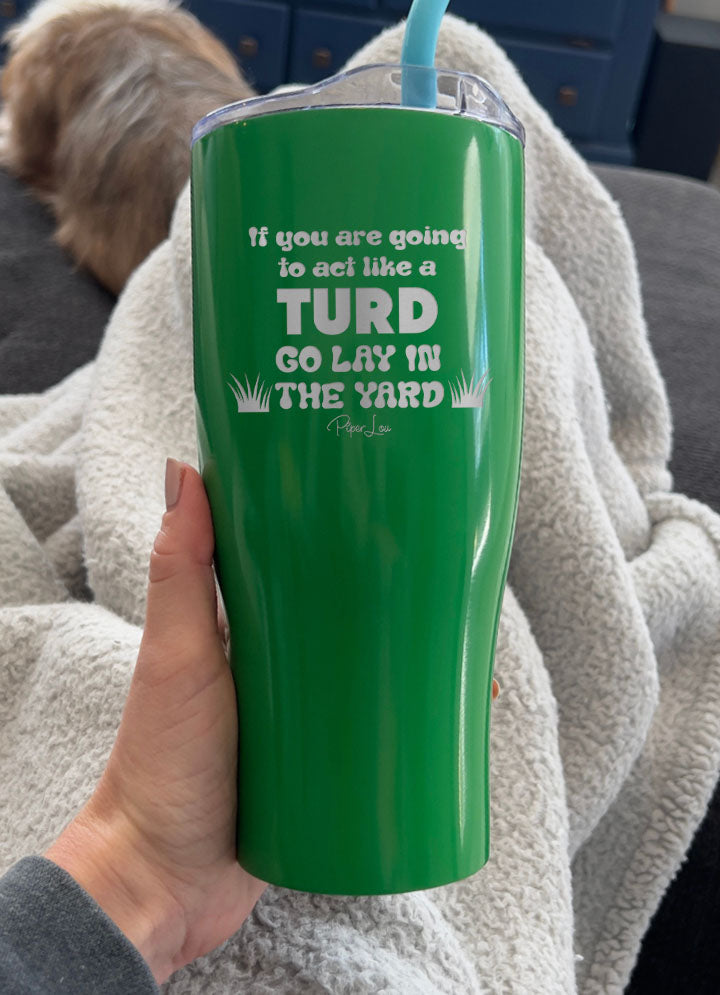 If you are going
to act like a
TURD
GO LAY IN
THE YARD
Piper Lou